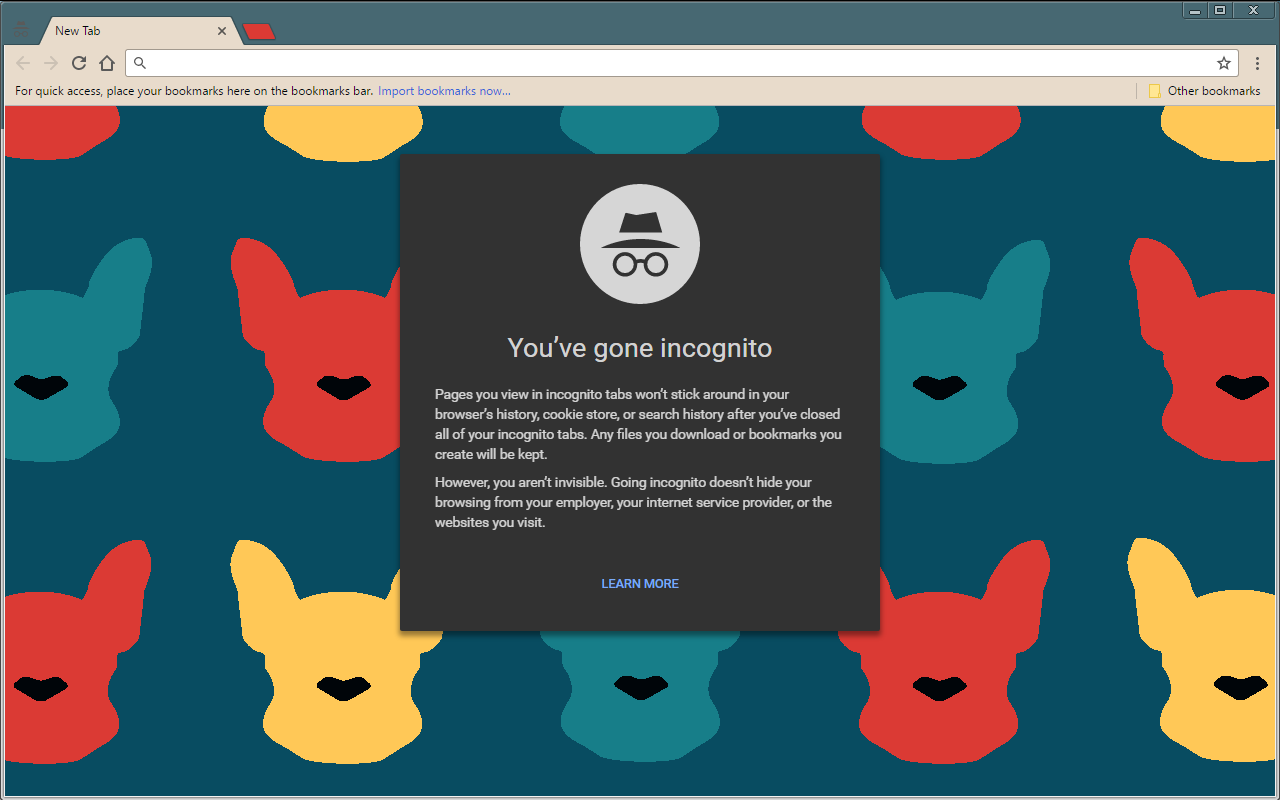 New Tab
For quick access, place your bookmarks here on the bookmarks bar. Import bookmarks now...
Other bookmarks
You’ve gone incognito
Pages you view in incognito tabs won’t stick around in your
browser’s history, cookie store, or search history after you’ve closed
all of your incognito tabs. Any files you download or bookmarks you
create will be kept.
However, you aren’t invisible. Going incognito doesn’t hide your
browsing from your employer, your internet service provider, or the
websites you visit.
LEARN MORE